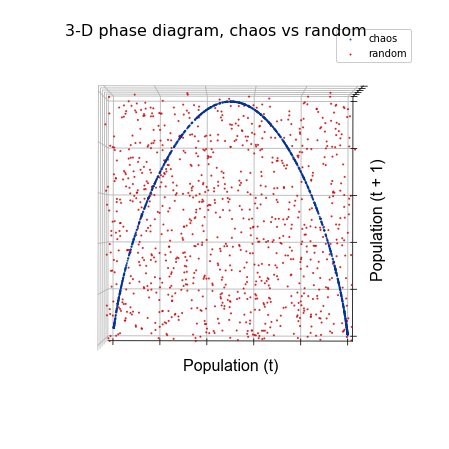 3-D phase diagram, chaos vs random
chaos
random
Population (t + 1)
Population (t)